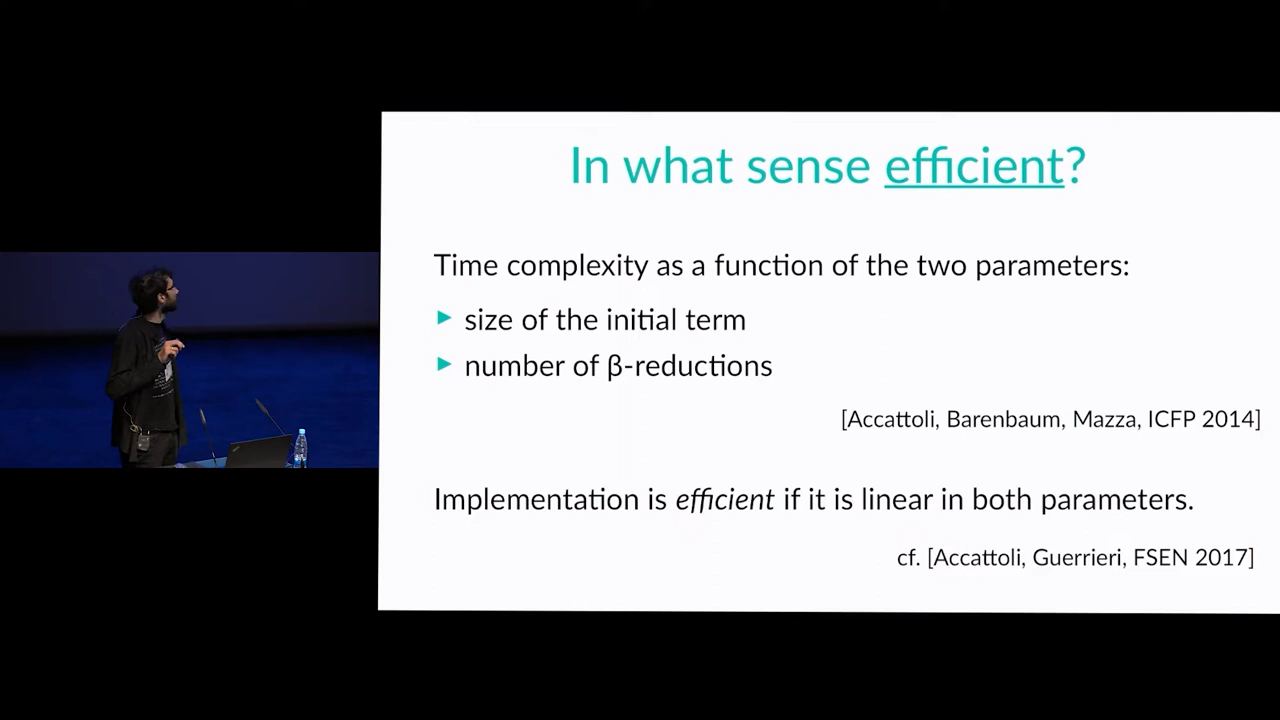 In what sense efficient?
Time complexity as a function of the two parameters:
▶ size of the initial term
▶ number of β-reductions
[Accattoli, Barenbaum, Mazza, ICFP 2014]
Implementation is efficient if it is linear in both parameters.
cf. [Accattoli, Guerrieri, FSEN 2017]